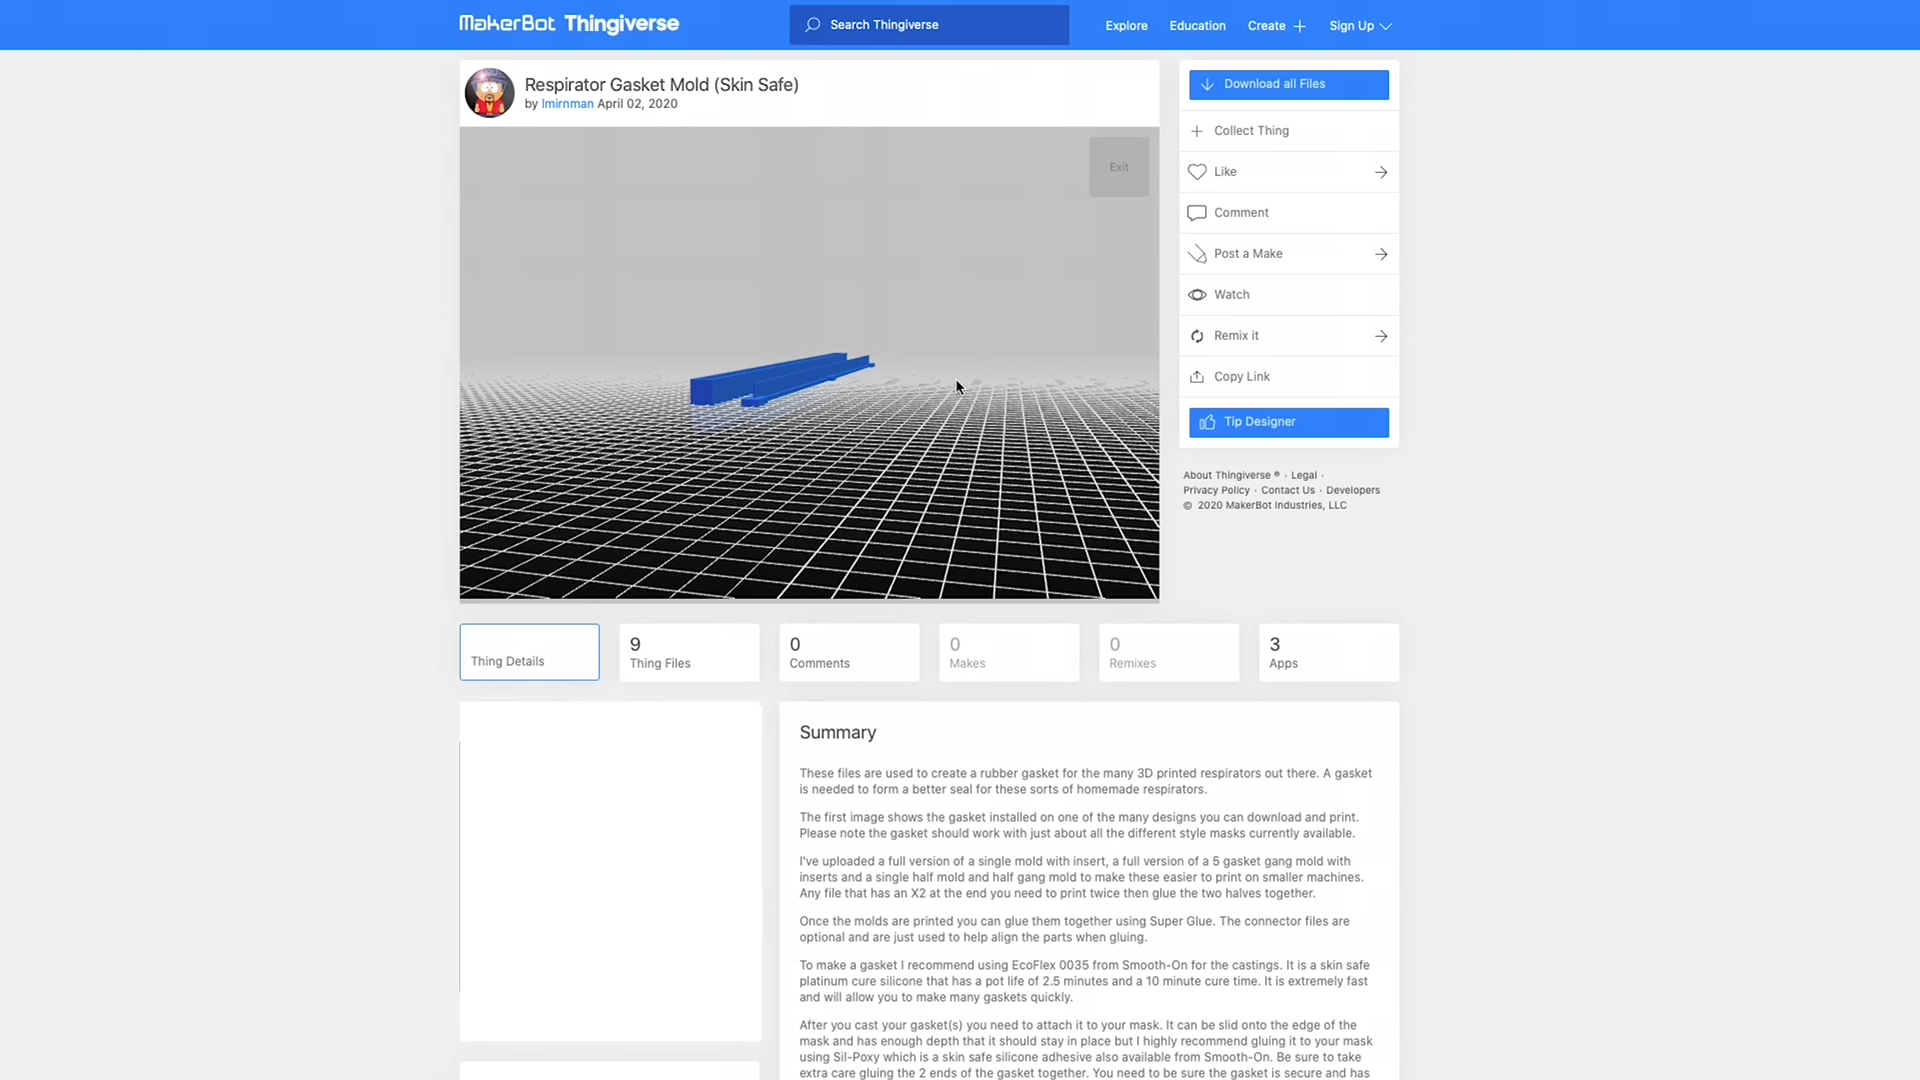 MakerBot Thingiverse
Search Thingiverse
Explore
Education
Create
Sign Up
Respirator Gasket Mold (Skin Safe)
by lmirnman April 02, 2020
Exit
Download all Files
Collect Thing
Like
Comment
Post a Make
Watch
Remix it
Copy Link
Tip Designer
About Thingiverse ® · Legal ·
Privacy Policy · Contact Us · Developers
© 2020 MakerBot Industries, LLC
Thing Details
9
Thing Files
0
Comments
0
Makes
0
Remixes
3
Apps
Summary
These files are used to create a rubber gasket for the many 3D printed respirators out there. A gasket
is needed to form a better seal for these sorts of homemade respirators.
The first image shows the gasket installed on one of the many designs you can download and print.
Please note the gasket should work with just about all the different style masks currently available.
I've uploaded a full version of a single mold with insert, a full version of a 5 gasket gang mold with
inserts and a single half mold and half gang mold to make these easier to print on smaller machines.
Any file that has an X2 at the end you need to print twice then glue the two halves together.
Once the molds are printed you can glue them together using Super Glue. The connector files are
optional and are just used to help align the parts when gluing.
To make a gasket I recommend using EcoFlex 0035 from Smooth-On for the castings. It is a skin safe
platinum cure silicone that has a pot life of 2.5 minutes and a 10 minute cure time. It is extremely fast
and will allow you to make many gaskets quickly.
After you cast your gasket(s) you need to attach it to your mask. It can be slid onto the edge of the
mask and has enough depth that it should stay in place but I highly recommend gluing it to your mask
using Sil-Poxy which is a skin safe silicone adhesive also available from Smooth-On. Be sure to take
extra care gluing the 2 ends of the gasket together. You need to be sure the gasket is secure and has